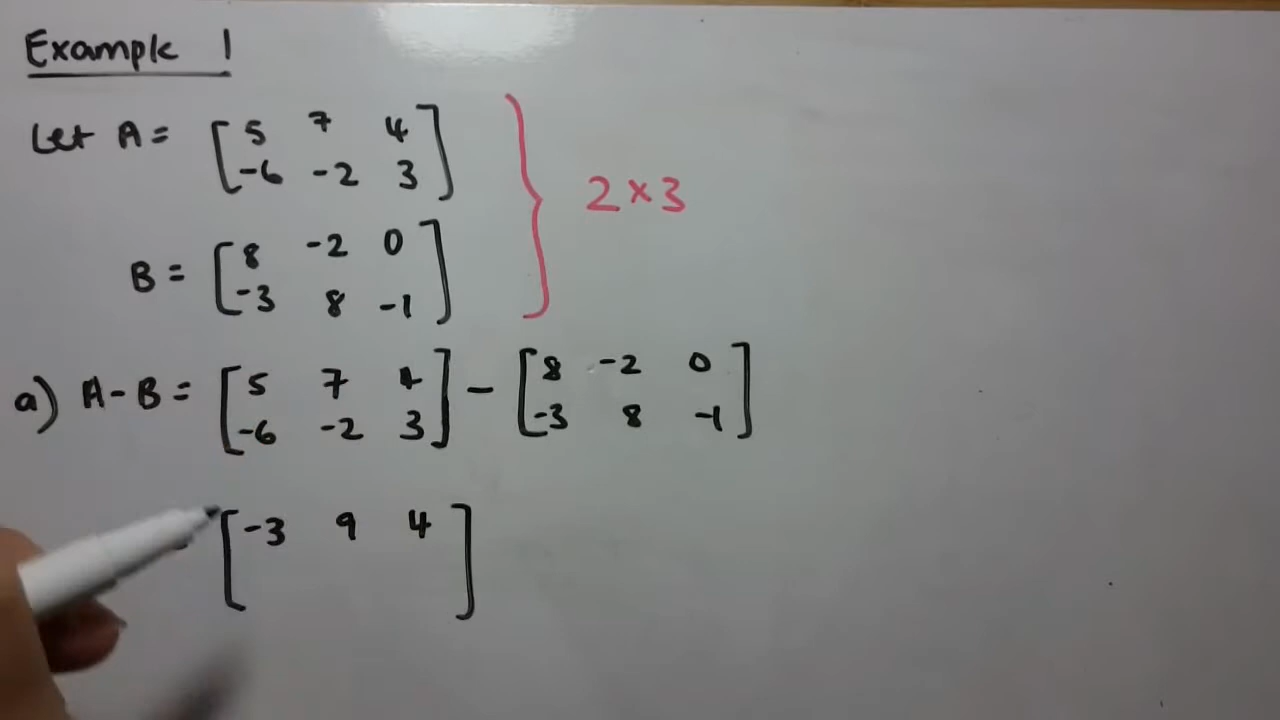 Example 1
Let A = [ 5 7 4
-6 -2 3 ]
2 × 3
B = [ 8 -2 0
-3 8 -1 ]
a) A - B = [ 5 7 4 ] - [ 8 -2 0 ]
[ -6 -2 3 ] [ -3 8 -1 ]
[ -3 9 4 ]